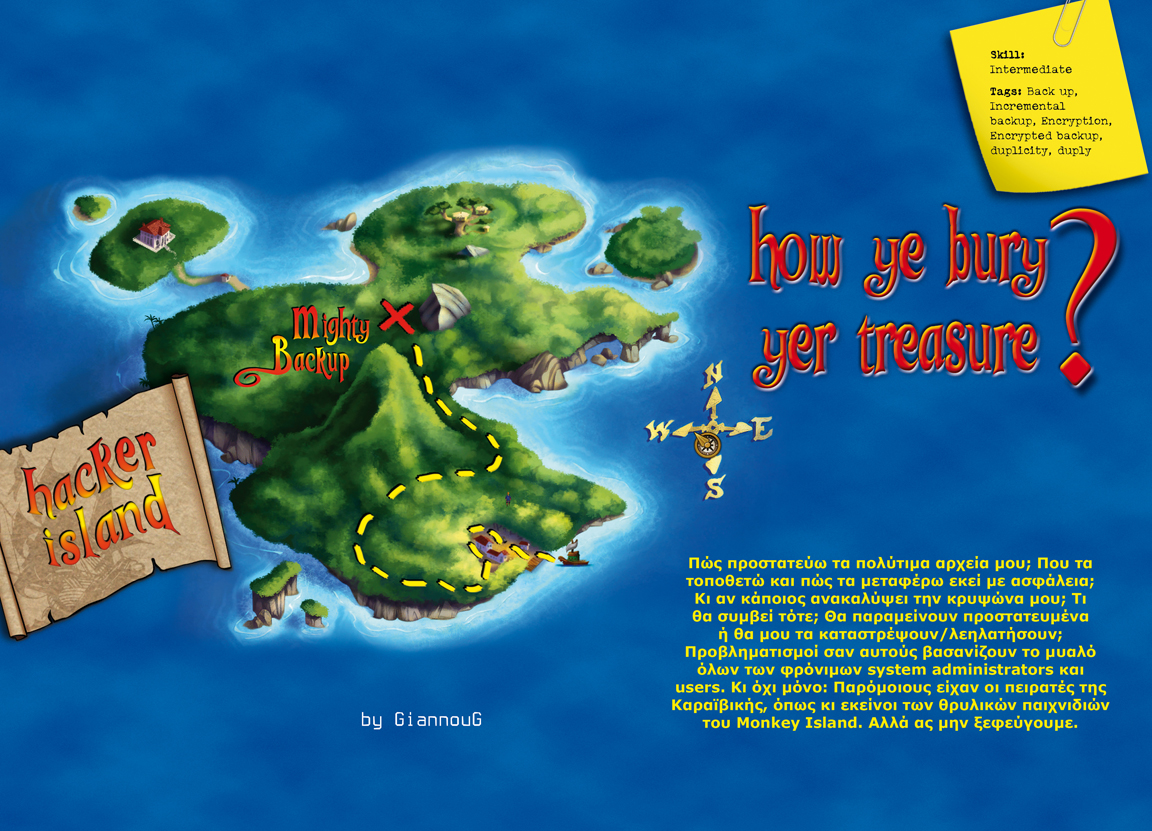 Skill:
Intermediate
Tags: Back up,
Incremental
backup, Encryption,
Encrypted backup,
duplicity, duply
how ye bury
yer treasure?
Mighty
Backup
N
W E
S
hacker
island
Πώς προστατεύω τα πολύτιμα αρχεία μου; Που τα
τοποθετώ και πώς τα μεταφέρω εκεί με ασφάλεια;
Κι αν κάποιος ανακαλύψει την κρυψώνα μου; Τι
θα συμβεί τότε; Θα παραμείνουν προστατευμένα
ή θα μου τα καταστρέψουν/λεηλατήσουν;
Προβληματισμοί σαν αυτούς βασανίζουν το μυαλό
όλων των φρόνιμων system administrators και
users. Κι όχι μόνο: Παρόμοιους είχαν οι πειρατές της
Καραϊβικής, όπως κι εκείνοι των θρυλικών παιχνιδιών
του Monkey Island. Αλλά ας μην ξεφεύγουμε.
by GiannouG